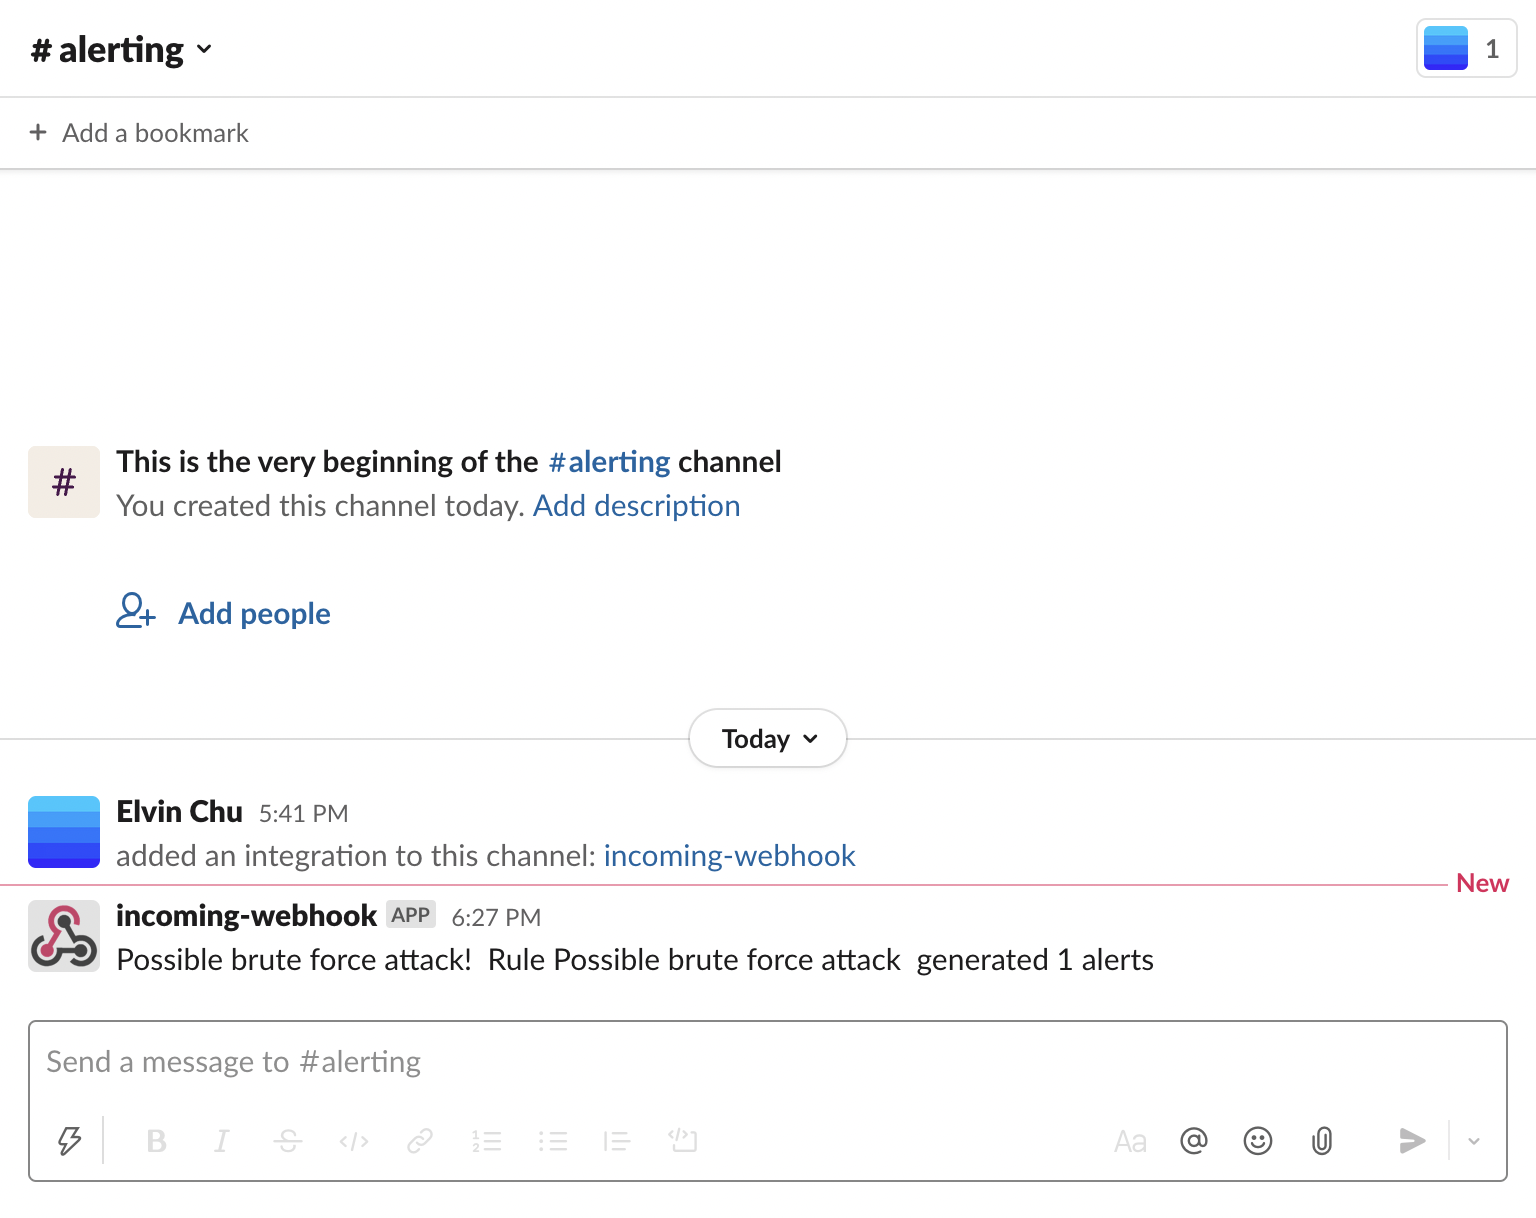 # alerting
1
+ Add a bookmark
#
This is the very beginning of the #alerting channel
You created this channel today. Add description
Add people
Today
Elvin Chu 5:41 PM
added an integration to this channel: incoming-webhook
New
incoming-webhook APP 6:27 PM
Possible brute force attack!  Rule Possible brute force attack  generated 1 alerts
Send a message to #alerting
B I S </> Aa @